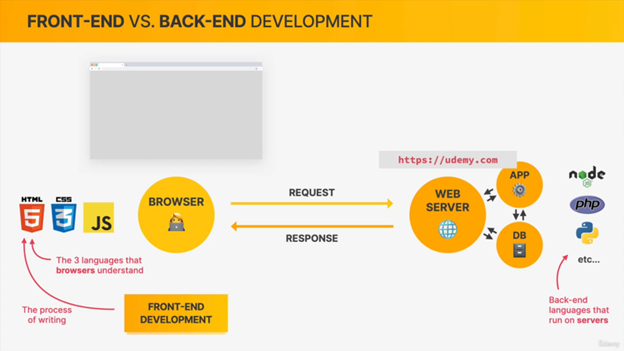 FRONT-END VS. BACK-END DEVELOPMENT
https://udemy.com
HTML
CSS
JS
BROWSER
REQUEST
RESPONSE
WEB
SERVER
APP
DB
node
JS
php
etc...
The 3 languages that
browsers understand
The process
of writing
FRONT-END
DEVELOPMENT
Back-end
languages that
run on servers
Udemy